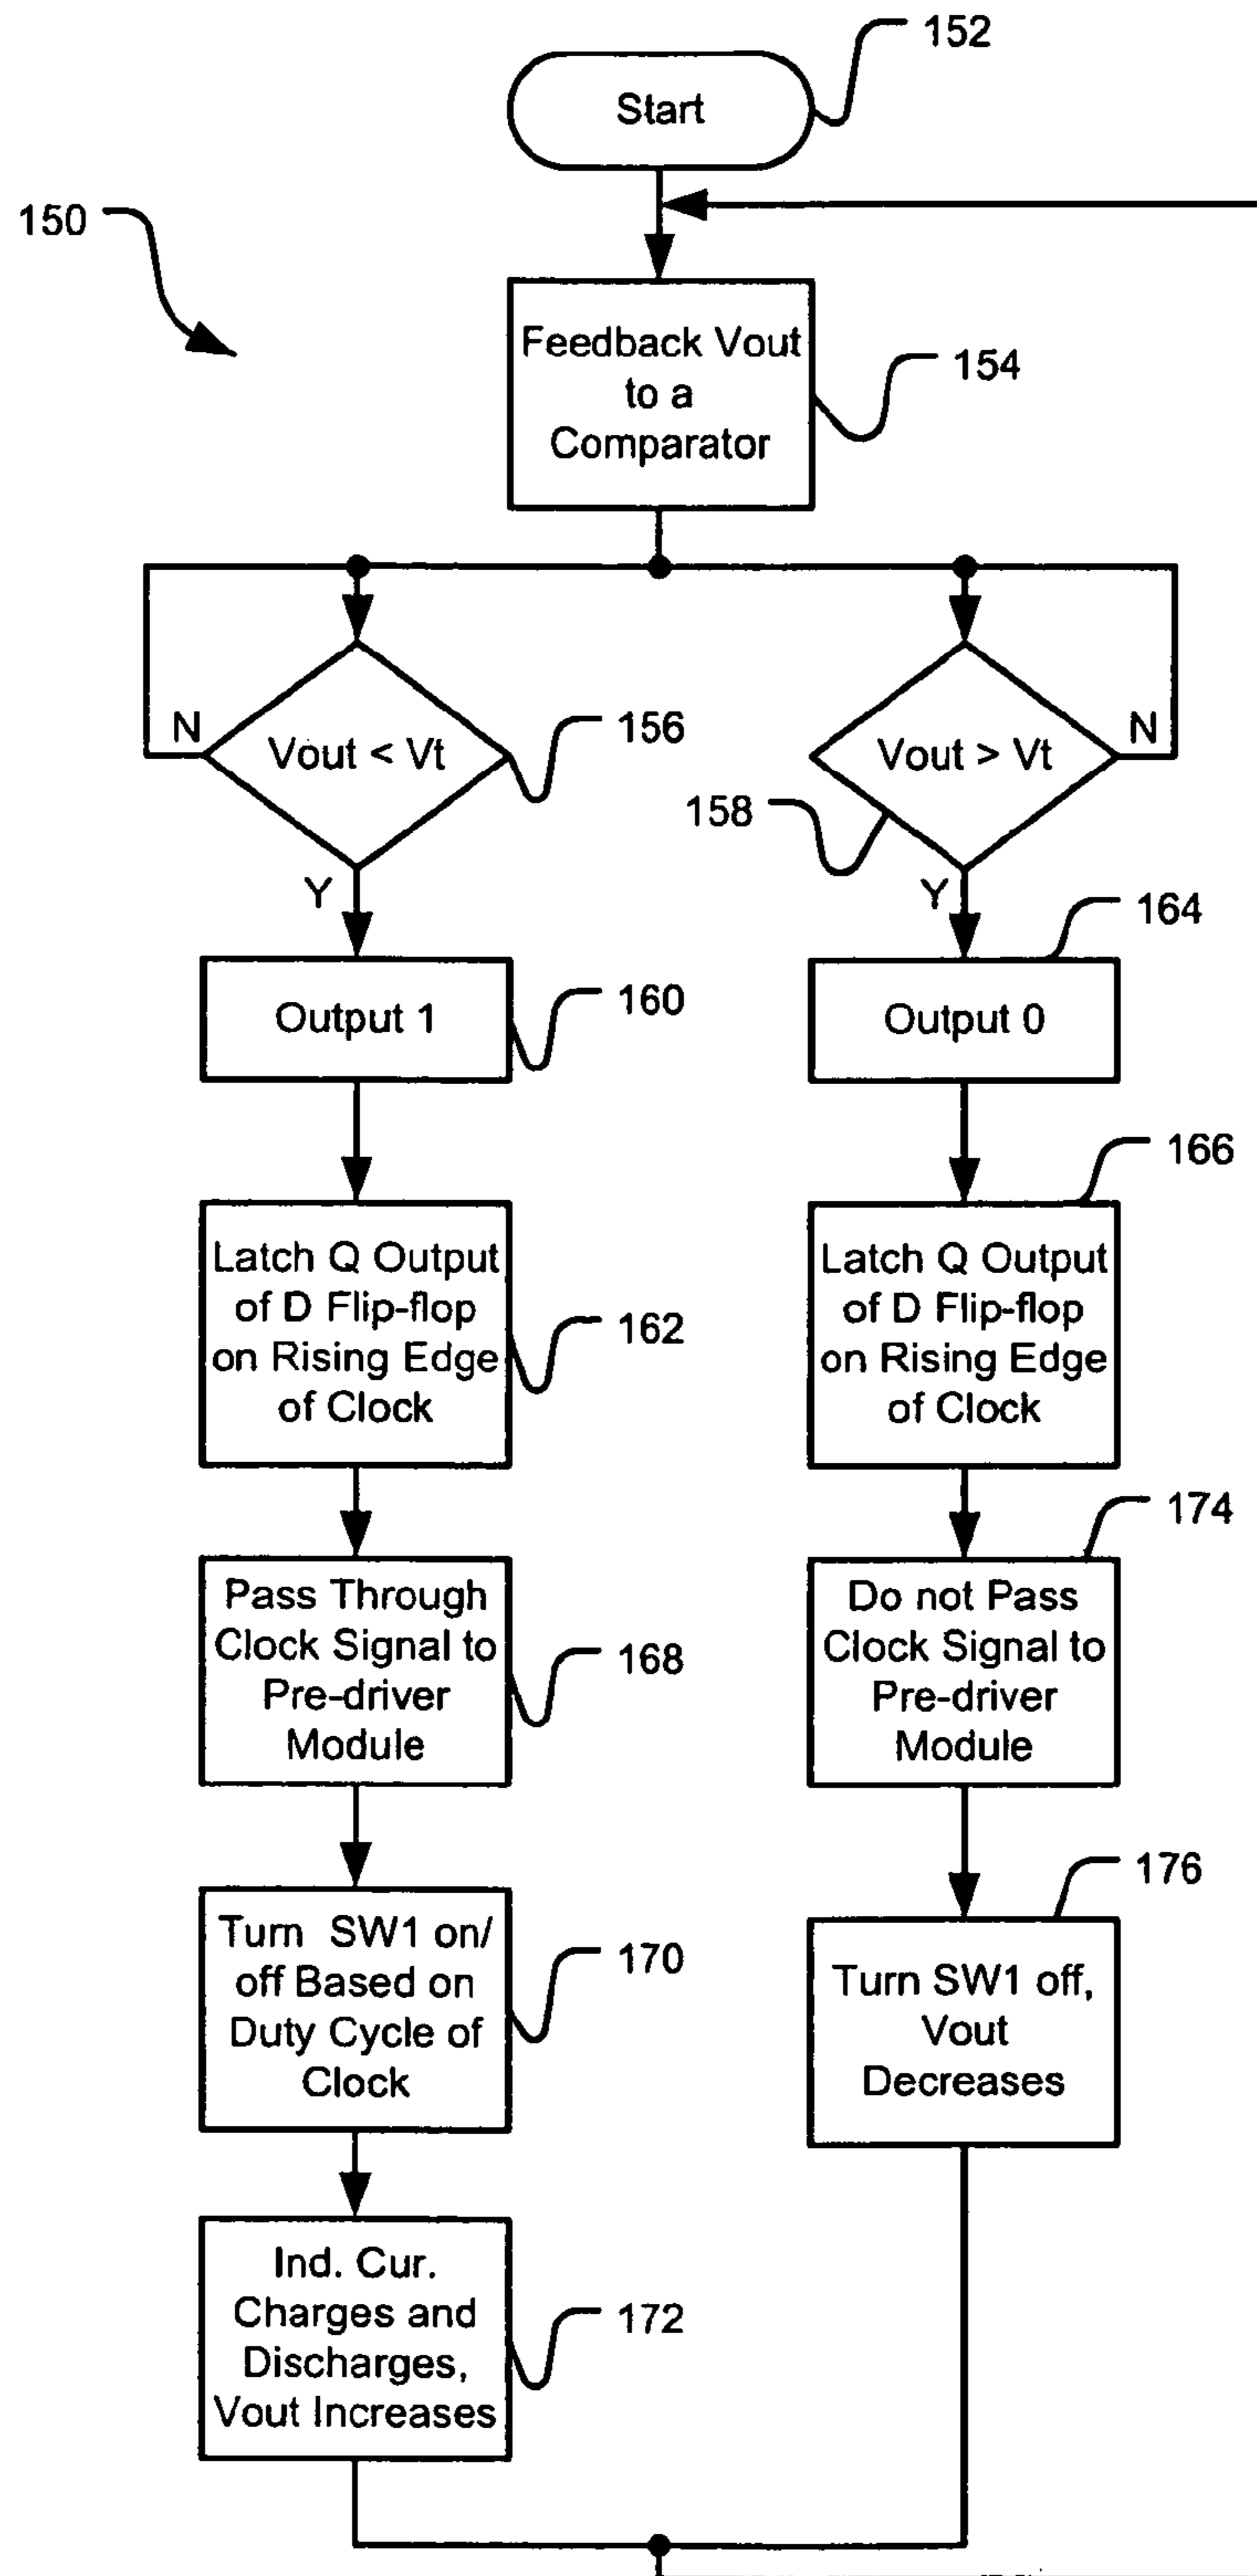 152
Start
150
Feedback Vout
to a
Comparator
154
N
Vout < Vt
156
Vout > Vt
N
158
Y
Y
164
Output 1
160
Output 0
166
Latch Q Output
of D Flip-flop
on Rising Edge
of Clock
162
Latch Q Output
of D Flip-flop
on Rising Edge
of Clock
174
Pass Through
Clock Signal to
Pre-driver
Module
168
Do not Pass
Clock Signal to
Pre-driver
Module
176
Turn SW1 on/
off Based on
Duty Cycle of
Clock
170
Turn SW1 off,
Vout
Decreases
Ind. Cur.
Charges and
Discharges,
Vout Increases
172